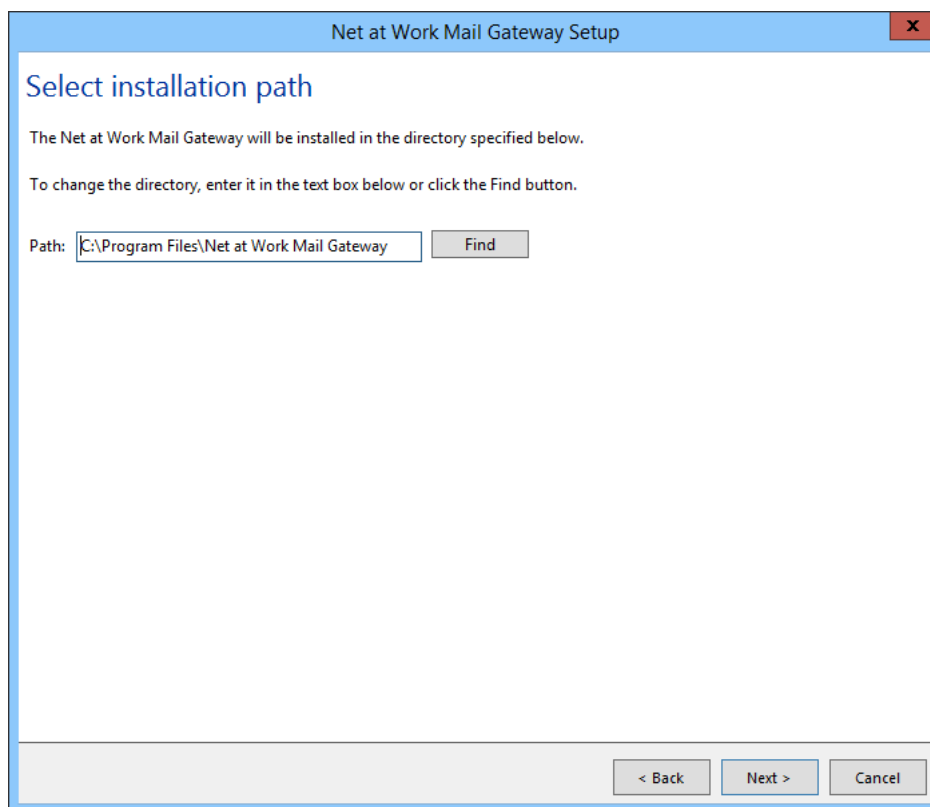 Net at Work Mail Gateway Setup
x
Select installation path
The Net at Work Mail Gateway will be installed in the directory specified below.
To change the directory, enter it in the text box below or click the Find button.
Path: C:\Program Files\Net at Work Mail Gateway Find
< Back Next > Cancel